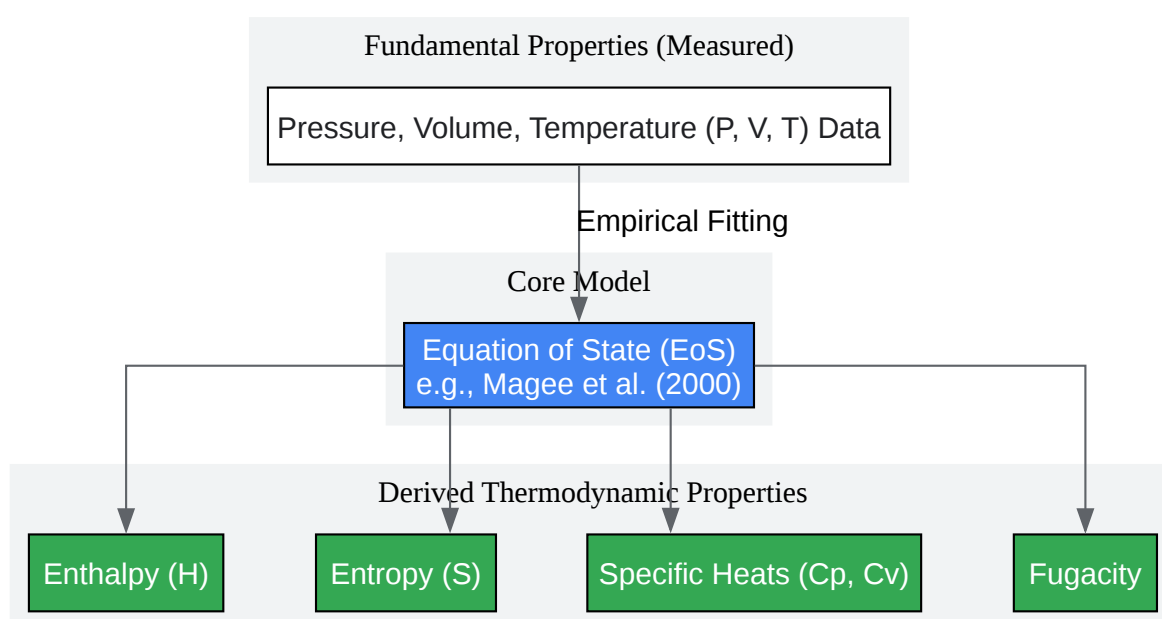 Fundamental Properties (Measured)
Pressure, Volume, Temperature (P, V, T) Data
Empirical Fitting
Core Model
Equation of State (EoS)
e.g., Magee et al. (2000)
Derived Thermodynamic Properties
Enthalpy (H)
Entropy (S)
Specific Heats (Cp, Cv)
Fugacity